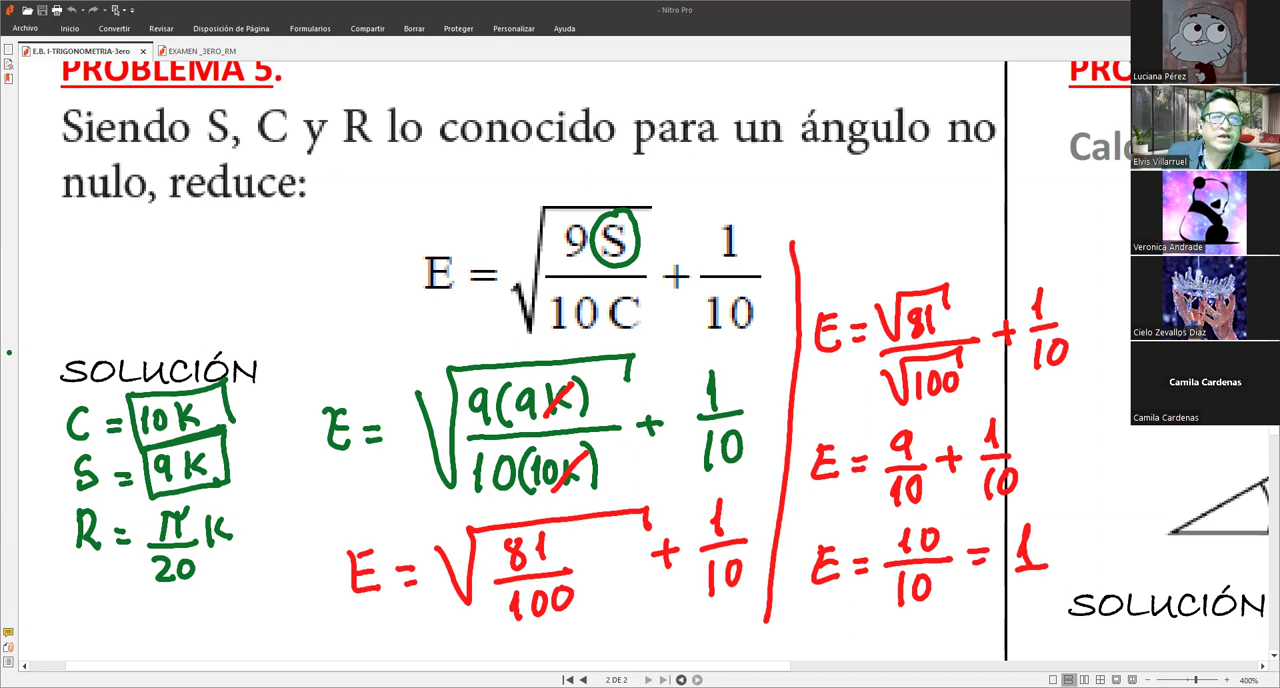 - Nitro Pro
Archivo Inicio Convertir Revisar Disposición de Página Formularios Compartir Borrar Proteger Personalizar Ayuda
E.B. I-TRIGONOMETRIA-3ero EXAMEN _3ERO_RM
PROBLEMA 5.
Siendo S, C y R lo conocido para un ángulo no
nulo, reduce:
E = √(9S / 10 C) + 1/10
SOLUCIÓN
C = 10K
S = 9K
R = π/20 K
E = √(9(9K) / 10(10K)) + 1/10
E = √(81/100) + 1/10
E = √81 / √100 + 1/10
E = 9/10 + 1/10
E = 10/10 = 1
PRO
Calc
SOLUCIÓN
Luciana Pérez
Elvis Villarruel
Veronica Andrade
Cielo Zevallos Diaz
Camila Cardenas
Camila Cardenas
2 DE 2
400%